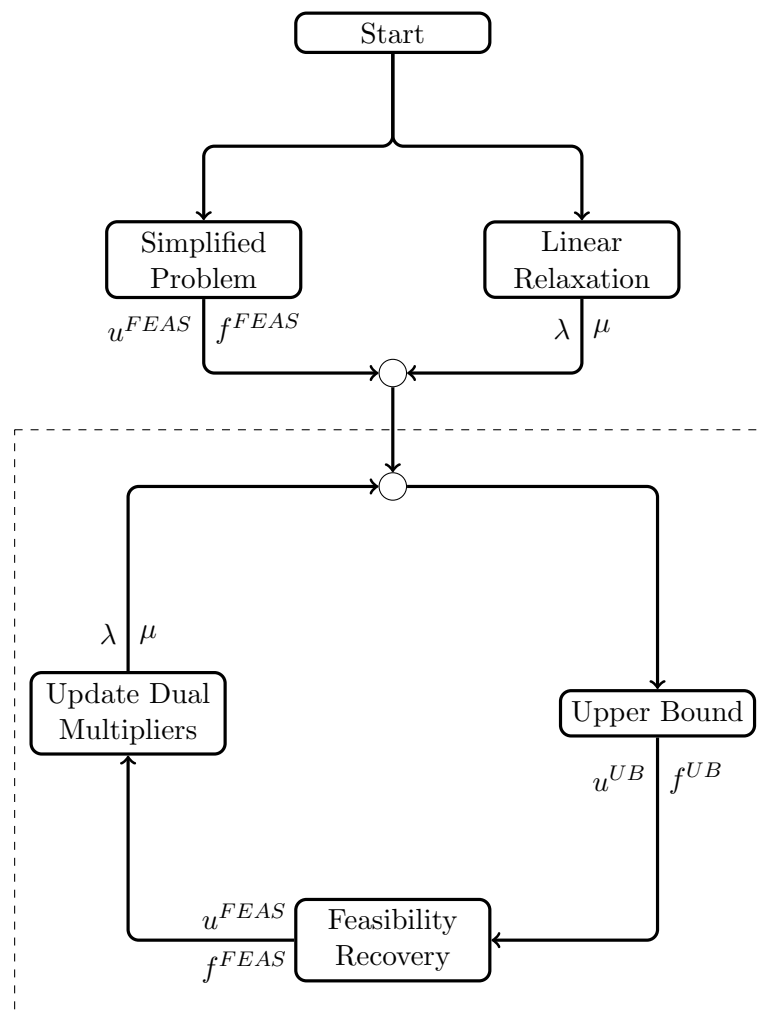 Start
Simplified
Problem
Linear
Relaxation
u^{FEAS} f^{FEAS}
λ μ
λ μ
Update Dual
Multipliers
Upper Bound
u^{UB} f^{UB}
u^{FEAS}
f^{FEAS}
Feasibility
Recovery